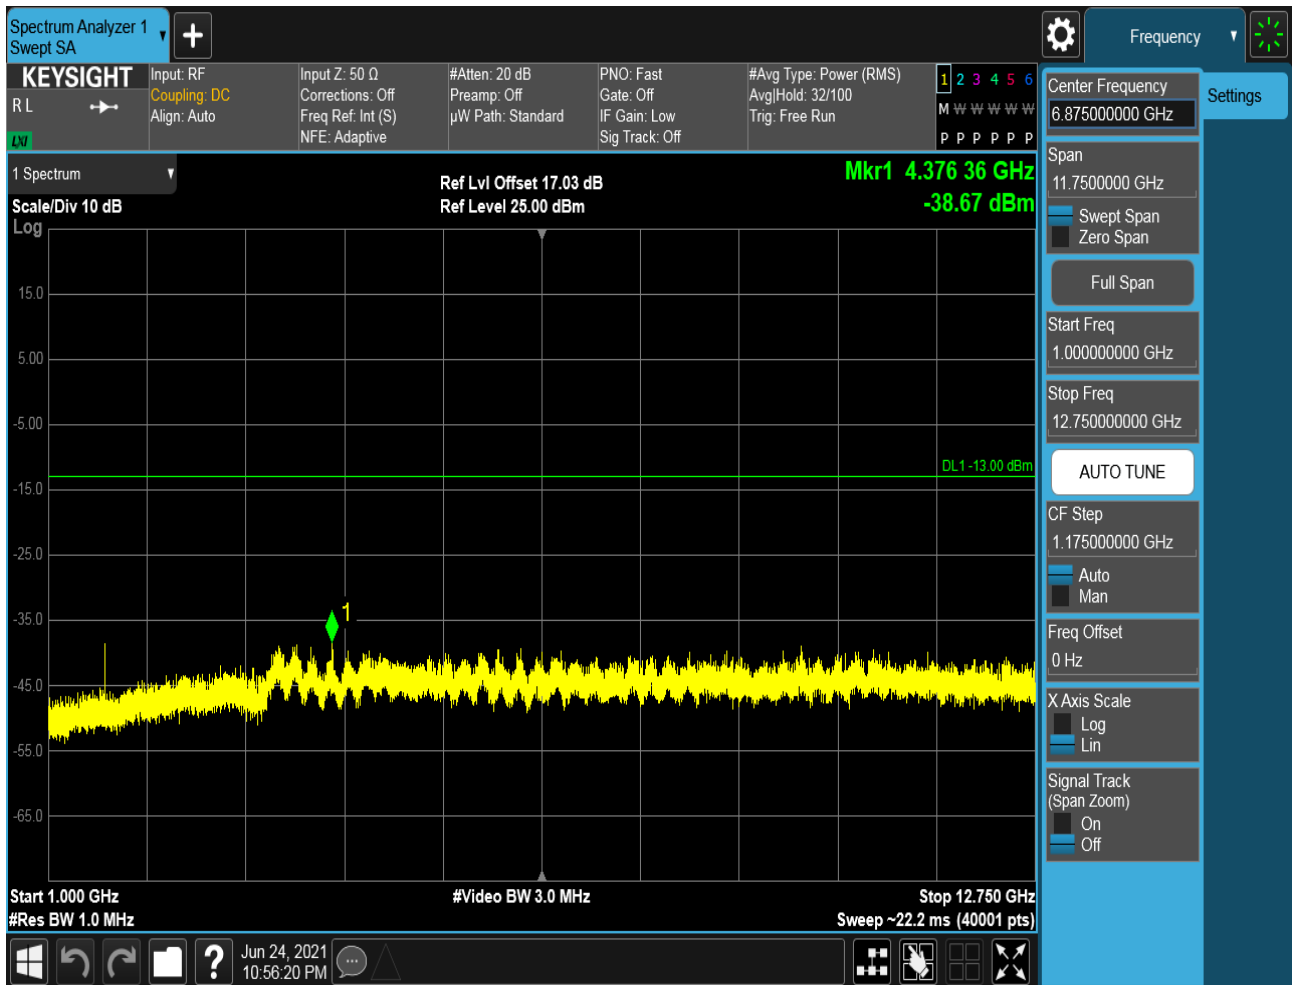 Spectrum Analyzer 1
Swept SA
Frequency
KEYSIGHT
R L
LXI
Input: RF
Coupling: DC
Align: Auto
Input Z: 50 Ω
Corrections: Off
Freq Ref: Int (S)
NFE: Adaptive
#Atten: 20 dB
Preamp: Off
µW Path: Standard
PNO: Fast
Gate: Off
IF Gain: Low
Sig Track: Off
#Avg Type: Power (RMS)
Avg|Hold: 32/100
Trig: Free Run
1 2 3 4 5 6
M W W W W W
P P P P P P
Center Frequency
6.875000000 GHz
Settings
1 Spectrum
Scale/Div 10 dB
Log
Ref Lvl Offset 17.03 dB
Ref Level 25.00 dBm
Mkr1 4.376 36 GHz
-38.67 dBm
15.0
5.00
-5.00
-15.0
-25.0
-35.0
-45.0
-55.0
-65.0
DL1 -13.00 dBm
1
Start 1.000 GHz
#Res BW 1.0 MHz
#Video BW 3.0 MHz
Stop 12.750 GHz
Sweep ~22.2 ms (40001 pts)
Span
11.7500000 GHz
Swept Span
Zero Span
Full Span
Start Freq
1.000000000 GHz
Stop Freq
12.750000000 GHz
AUTO TUNE
CF Step
1.175000000 GHz
Auto
Man
Freq Offset
0 Hz
X Axis Scale
Log
Lin
Signal Track
(Span Zoom)
On
Off
?
Jun 24, 2021
10:56:20 PM